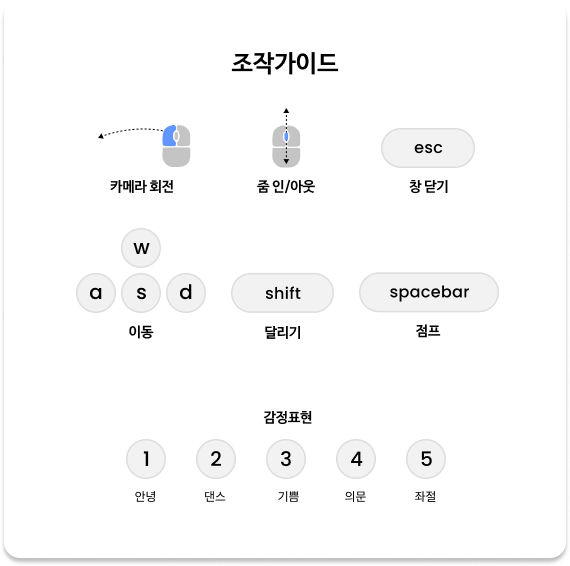 조작가이드
esc
카메라 회전 줌 인/아웃 창 닫기
w
a s d shift spacebar
이동 달리기 점프
감정표현
1 2 3 4 5
안녕 댄스 기쁨 의문 좌절